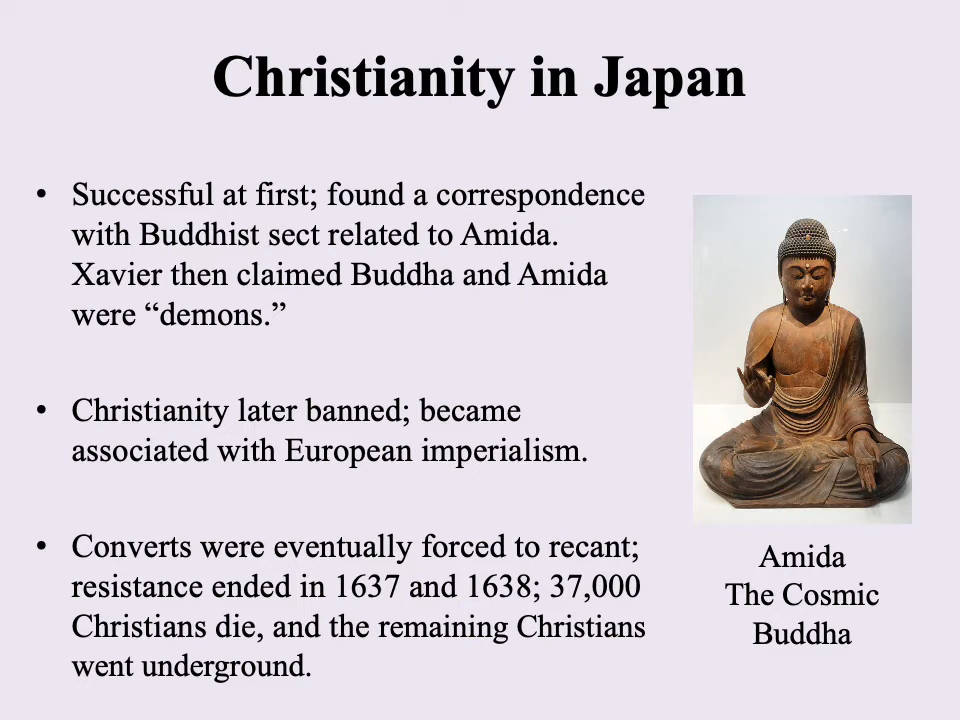 Christianity in Japan
• Successful at first; found a correspondence
with Buddhist sect related to Amida.
Xavier then claimed Buddha and Amida
were “demons.”
• Christianity later banned; became
associated with European imperialism.
• Converts were eventually forced to recant;
resistance ended in 1637 and 1638; 37,000
Christians die, and the remaining Christians
went underground.
Amida
The Cosmic
Buddha